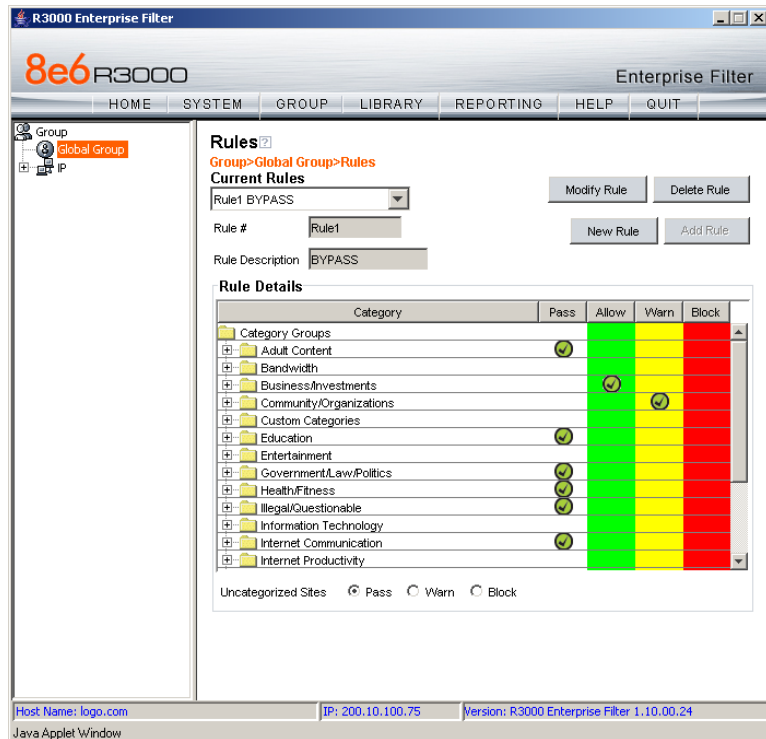 R3000 Enterprise Filter
8e6 R3000
Enterprise Filter
HOME SYSTEM GROUP LIBRARY REPORTING HELP QUIT
Group
Global Group
IP
Rules ?
Group>Global Group>Rules
Current Rules
Rule1 BYPASS
Modify Rule Delete Rule
Rule # Rule1
New Rule Add Rule
Rule Description BYPASS
Rule Details
Category Pass Allow Warn Block
Category Groups
Adult Content
Bandwidth
Business/Investments
Community/Organizations
Custom Categories
Education
Entertainment
Government/Law/Politics
Health/Fitness
Illegal/Questionable
Information Technology
Internet Communication
Internet Productivity
Uncategorized Sites Pass Warn Block
Host Name: logo.com IP: 200.10.100.75 Version: R3000 Enterprise Filter 1.10.00.24
Java Applet Window